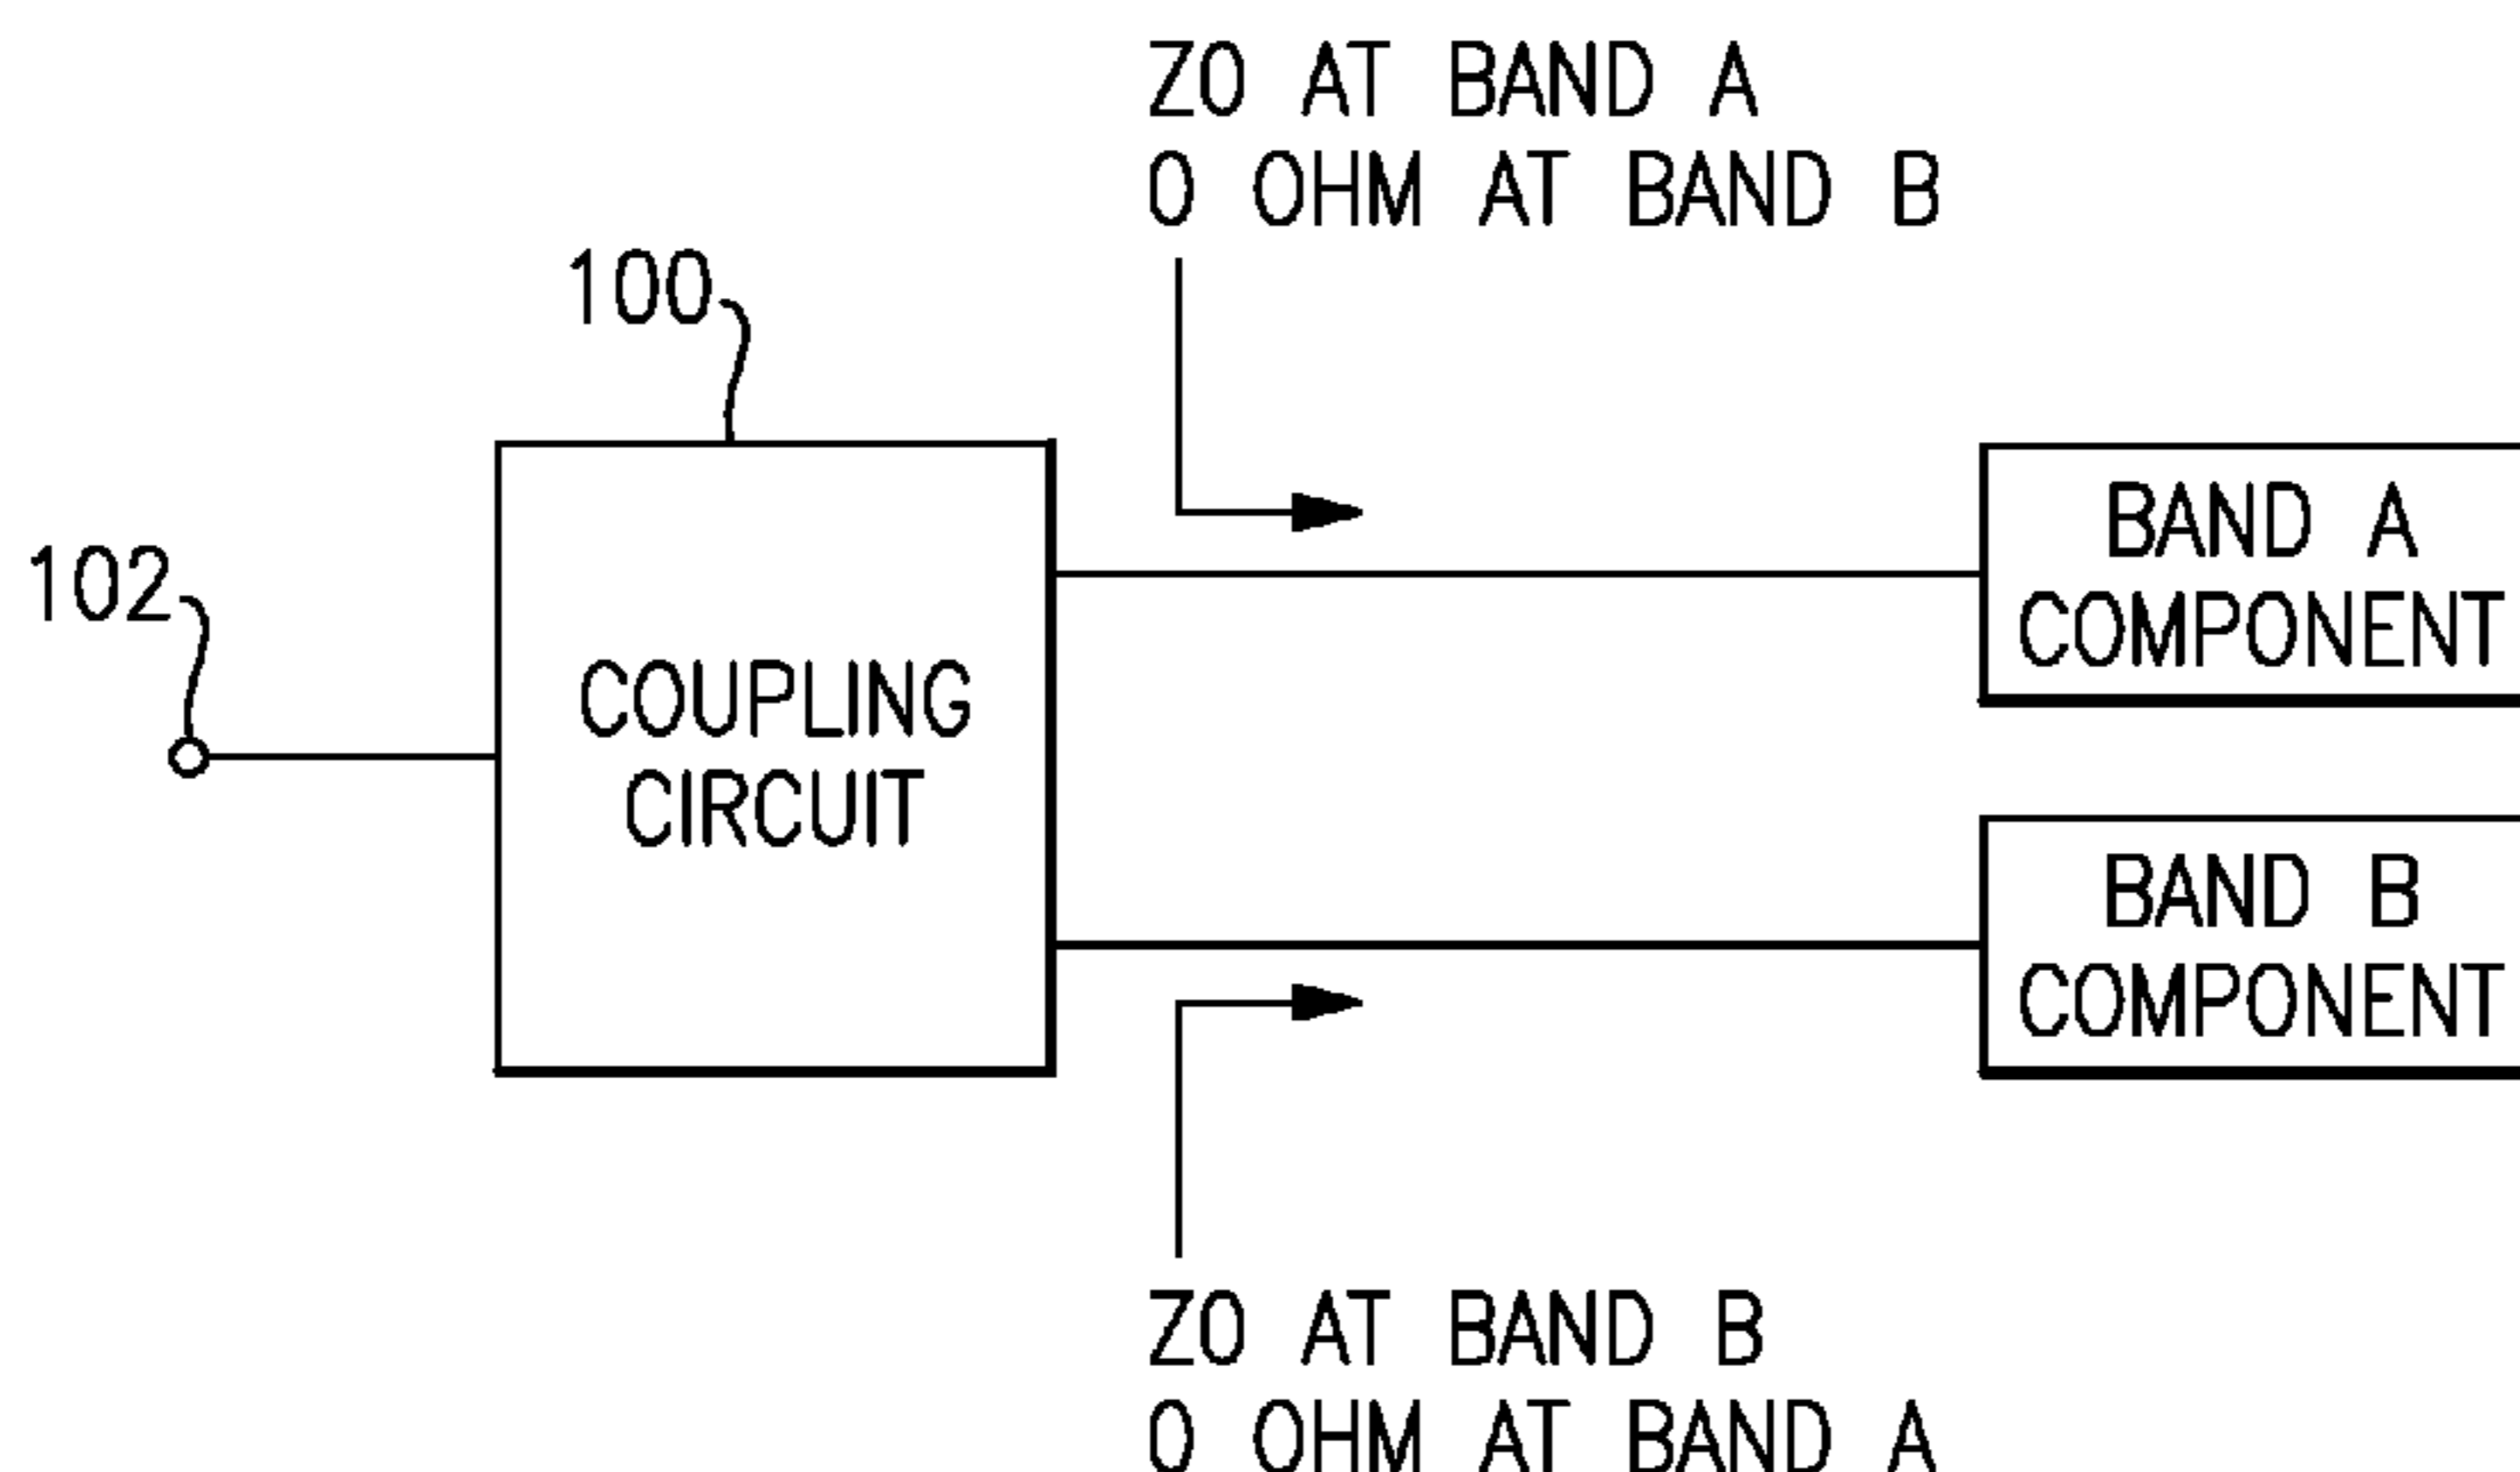 ZO AT BAND A
0 OHM AT BAND B
100
102
COUPLING
CIRCUIT
BAND A
COMPONENT
BAND B
COMPONENT
ZO AT BAND B
0 OHM AT BAND A